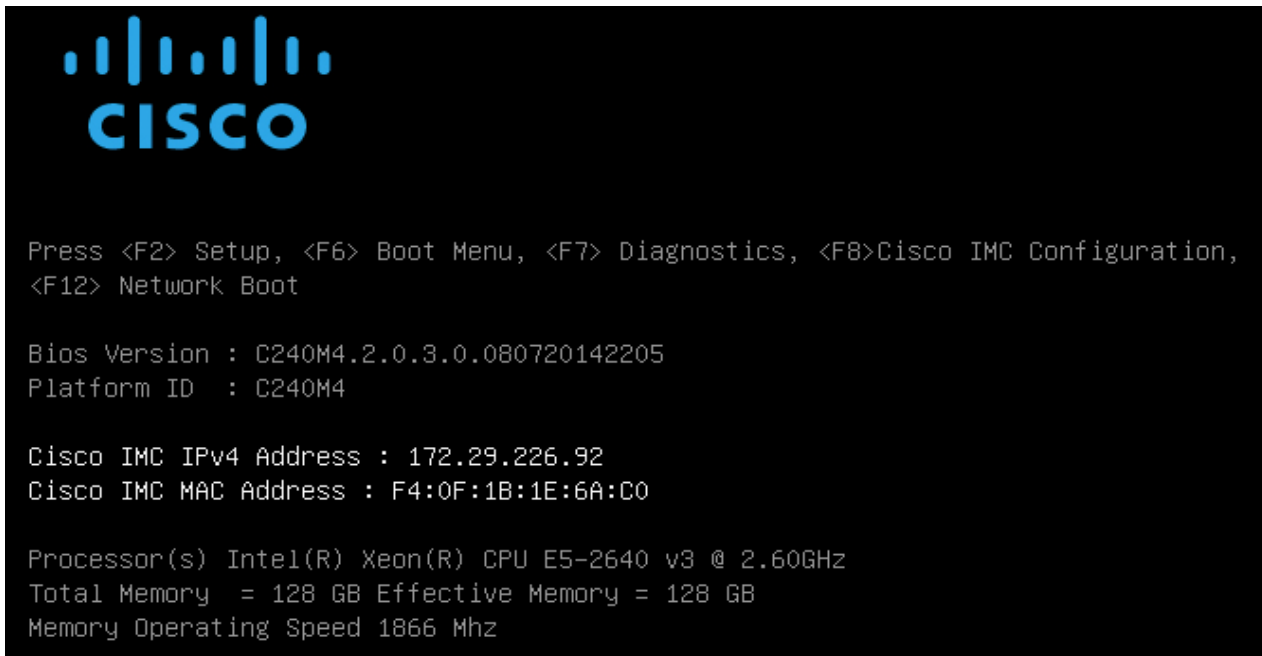 CISCO
Press <F2> Setup, <F6> Boot Menu, <F7> Diagnostics, <F8>Cisco IMC Configuration,
<F12> Network Boot
Bios Version : C240M4.2.0.3.0.080720142205
Platform ID  : C240M4
Cisco IMC IPv4 Address : 172.29.226.92
Cisco IMC MAC Address : F4:0F:1B:1E:6A:C0
Processor(s) Intel(R) Xeon(R) CPU E5-2640 v3 @ 2.60GHz
Total Memory  = 128 GB Effective Memory = 128 GB
Memory Operating Speed 1866 Mhz